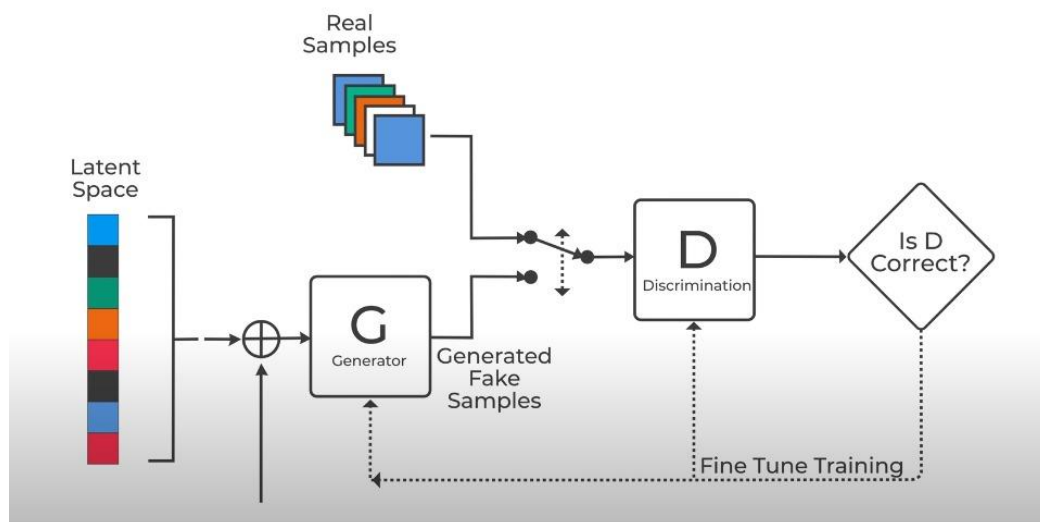 Real
Samples
Latent
Space
G
Generator
Generated
Fake
Samples
D
Discrimination
Is D
Correct?
Fine Tune Training